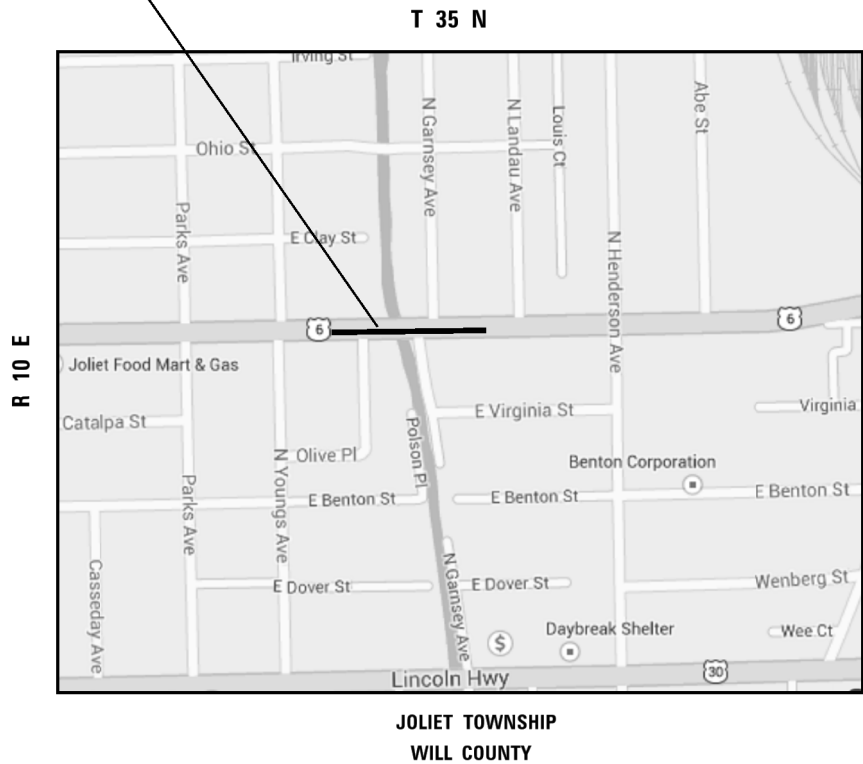 T 35 N
Irving St
N Garnsey Ave
N Landau Ave
Louis Ct
Abe St
Ohio St
Parks Ave
E Clay St
N Henderson Ave
6
6
R 10 E
Joliet Food Mart & Gas
Catalpa St
E Virginia St
Virginia
Polson Pl
Olive Pl
N Youngs Ave
Benton Corporation
Parks Ave
E Benton St
E Benton St
E Benton St
Casseday Ave
E Dover St
N Garnsey Ave
E Dover St
Wenberg St
$
Daybreak Shelter
Wee Ct
Lincoln Hwy
30
JOLIET TOWNSHIP
WILL COUNTY